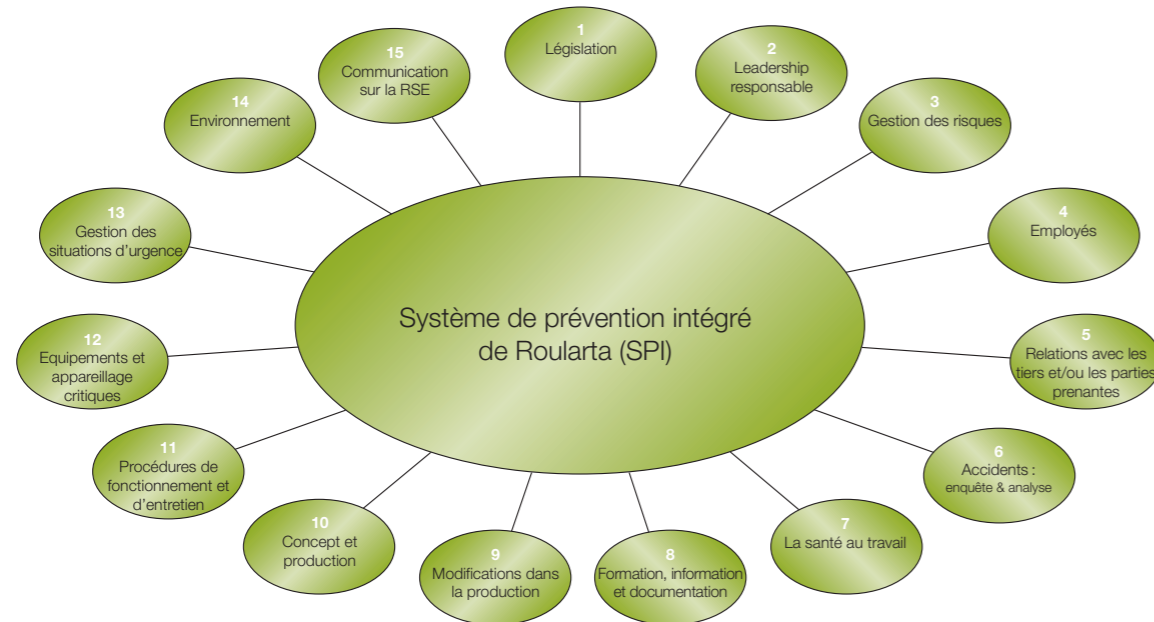 Système de prévention intégré
de Roularta (SPI)
1
Législation
2
Leadership
responsable
3
Gestion des risques
4
Employés
5
Relations avec les
tiers et/ou les parties
prenantes
6
Accidents :
enquête & analyse
7
La santé au travail
8
Formation, information
et documentation
9
Modifications dans
la production
10
Concept et
production
11
Procédures de
fonctionnement et
d'entretien
12
Equipements et
appareillage
critiques
13
Gestion des
situations d'urgence
14
Environnement
15
Communication
sur la RSE